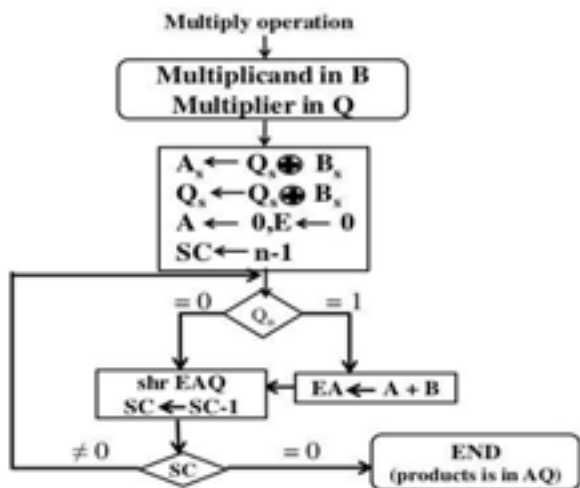 Multiply operation
Multiplicand in B
Multiplier in Q
Aₛ ← Qₛ ⊕ Bₛ
Qₛ ← Qₛ ⊕ Bₛ
A ← 0,E ← 0
SC ← n-1
= 0
= 1
Qₙ
shr EAQ
SC ← SC-1
EA ← A + B
≠ 0
SC
= 0
END
(products is in AQ)